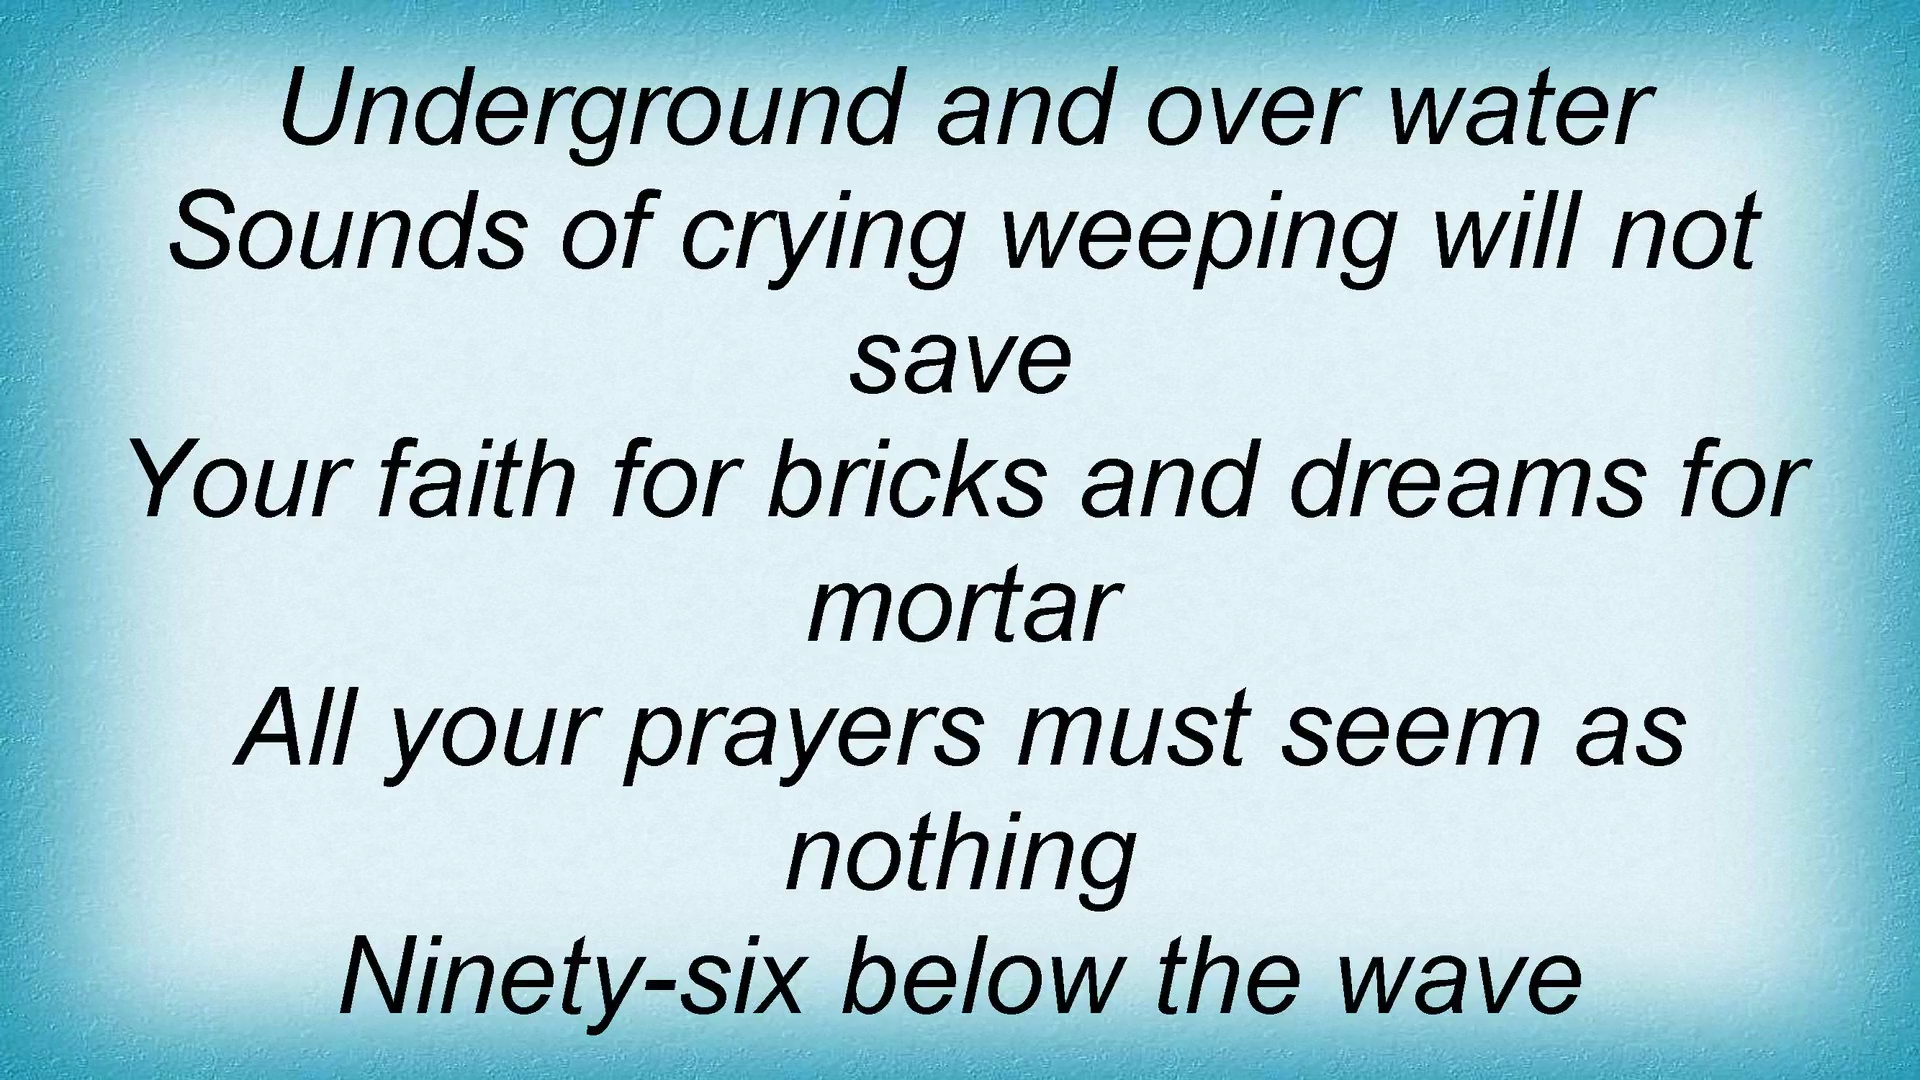 Underground and over water
Sounds of crying weeping will not
save
Your faith for bricks and dreams for
mortar
All your prayers must seem as
nothing
Ninety-six below the wave